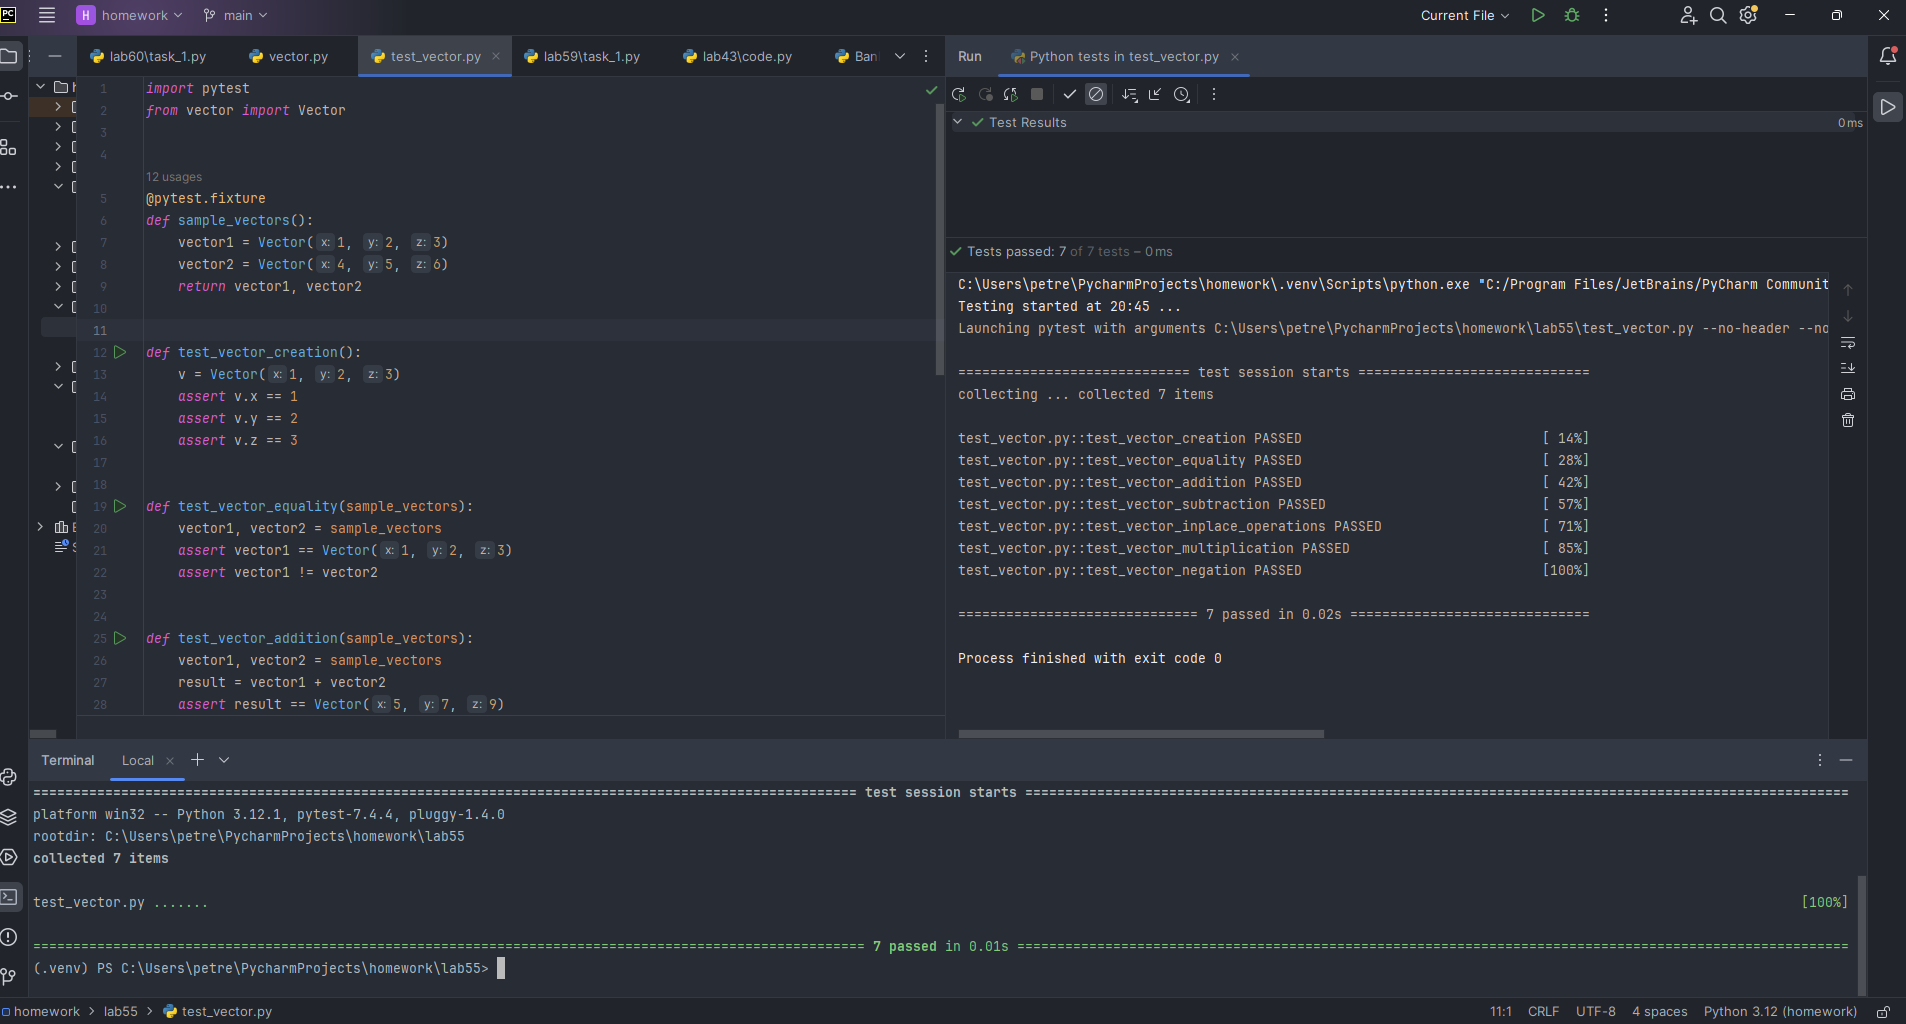 PC H homework main Current File
lab60\task_1.py vector.py test_vector.py lab59\task_1.py lab43\code.py Ban
Run Python tests in test_vector.py
1 import pytest
2 from vector import Vector
3
4
12 usages
5 @pytest.fixture
6 def sample_vectors():
7 vector1 = Vector( x: 1, y: 2, z: 3)
8 vector2 = Vector( x: 4, y: 5, z: 6)
9 return vector1, vector2
10
11
12 def test_vector_creation():
13 v = Vector( x: 1, y: 2, z: 3)
14 assert v.x == 1
15 assert v.y == 2
16 assert v.z == 3
17
18
19 def test_vector_equality(sample_vectors):
20 vector1, vector2 = sample_vectors
21 assert vector1 == Vector( x: 1, y: 2, z: 3)
22 assert vector1 != vector2
23
24
25 def test_vector_addition(sample_vectors):
26 vector1, vector2 = sample_vectors
27 result = vector1 + vector2
28 assert result == Vector( x: 5, y: 7, z: 9)
Test Results 0 ms
Tests passed: 7 of 7 tests – 0 ms
C:\Users\petre\PycharmProjects\homework\.venv\Scripts\python.exe "C:/Program Files/JetBrains/PyCharm Communit
Testing started at 20:45 ...
Launching pytest with arguments C:\Users\petre\PycharmProjects\homework\lab55\test_vector.py --no-header --no
============================= test session starts =============================
collecting ... collected 7 items
test_vector.py::test_vector_creation PASSED [ 14%]
test_vector.py::test_vector_equality PASSED [ 28%]
test_vector.py::test_vector_addition PASSED [ 42%]
test_vector.py::test_vector_subtraction PASSED [ 57%]
test_vector.py::test_vector_inplace_operations PASSED [ 71%]
test_vector.py::test_vector_multiplication PASSED [ 85%]
test_vector.py::test_vector_negation PASSED [100%]
============================== 7 passed in 0.02s ==============================
Process finished with exit code 0
Terminal Local
======================================================================================================= test session starts =======================================================================================================
platform win32 -- Python 3.12.1, pytest-7.4.4, pluggy-1.4.0
rootdir: C:\Users\petre\PycharmProjects\homework\lab55
collected 7 items
test_vector.py ....... [100%]
======================================================================================================== 7 passed in 0.01s ========================================================================================================
(.venv) PS C:\Users\petre\PycharmProjects\homework\lab55>
homework > lab55 > test_vector.py 11:1 CRLF UTF-8 4 spaces Python 3.12 (homework)